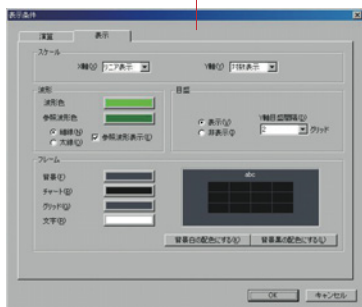 表示条件
演算 表示
スケール
X軸(X) リニア表示 Y軸(Y) 対数表示
波形
波形色
参照波形色
細線(N)
太線(O)
参照波形表示(E)
目盛
表示(V)
非表示(I)
Y軸目盛間隔(D)
2 グリッド
フレーム
背景(F)
チャート(B)
グリッド(G)
文字(F)
abc
背景白の配色にする(K) 背景黒の配色にする(L)
OK キャンセル